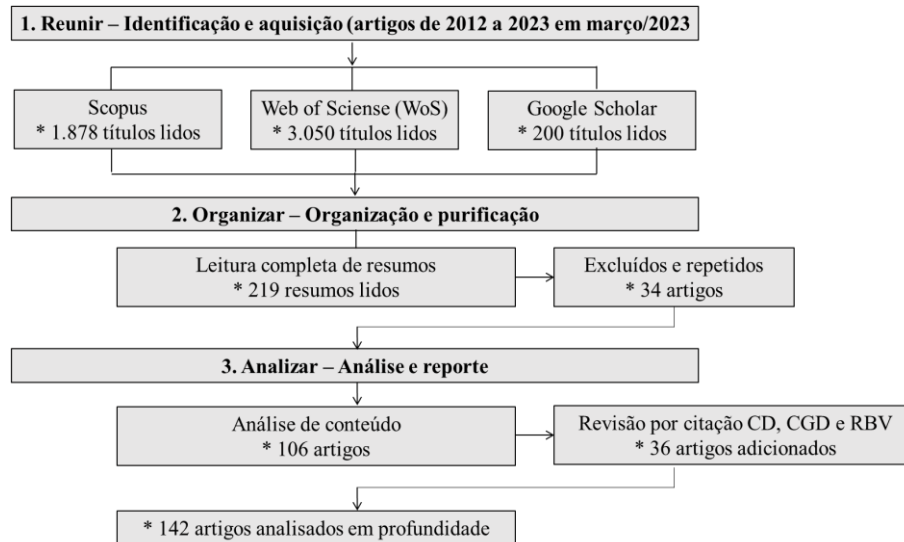 1. Reunir – Identificação e aquisição (artigos de 2012 a 2023 em março/2023
Scopus
* 1.878 títulos lidos
Web of Sciense (WoS)
* 3.050 títulos lidos
Google Scholar
* 200 títulos lidos
2. Organizar – Organização e purificação
Leitura completa de resumos
* 219 resumos lidos
Excluídos e repetidos
* 34 artigos
3. Analizar – Análise e reporte
Análise de conteúdo
* 106 artigos
Revisão por citação CD, CGD e RBV
* 36 artigos adicionados
* 142 artigos analisados em profundidade